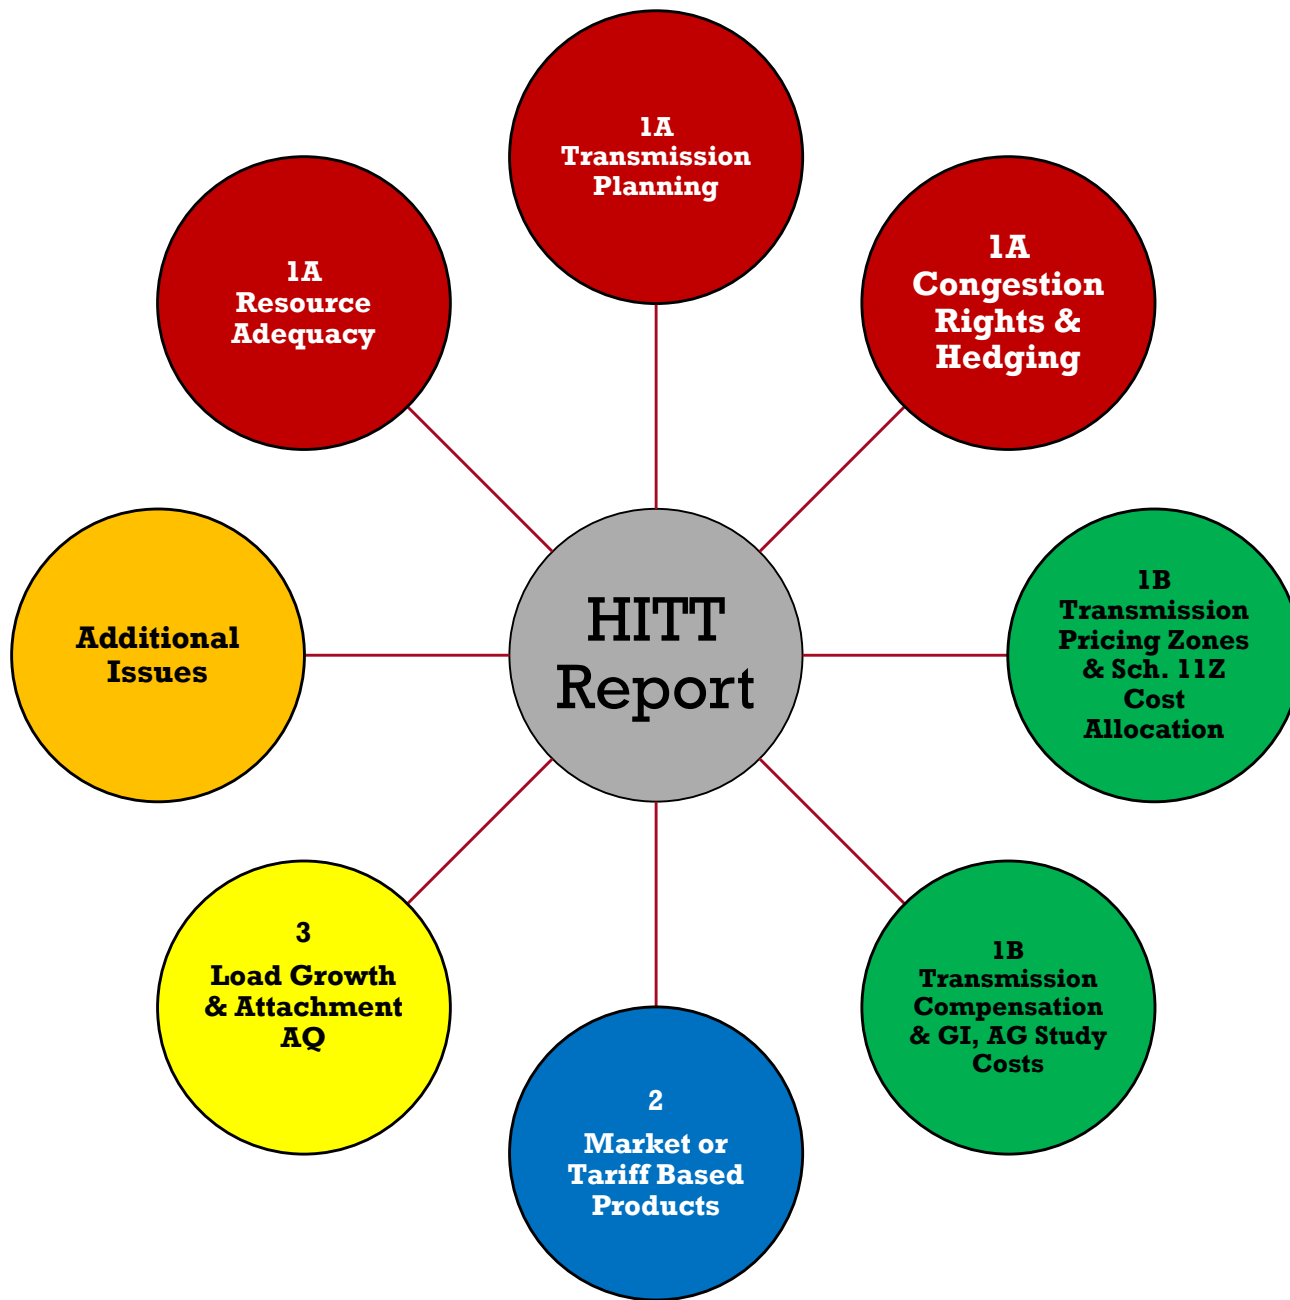 1A
Transmission
Planning
1A
Resource
Adequacy
1A
Congestion
Rights &
Hedging
Additional
Issues
HITT
Report
1B
Transmission
Pricing Zones
& Sch. 11Z
Cost
Allocation
3
Load Growth
& Attachment
AQ
1B
Transmission
Compensation
& GI, AG Study
Costs
2
Market or
Tariff Based
Products